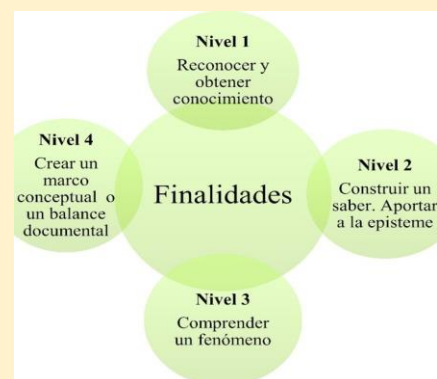 Nivel 1
Reconocer y
obtener
conocimiento
Nivel 4
Crear un
marco
conceptual o
un balance
documental
Finalidades
Nivel 2
Construir un
saber. Aportar
a la episteme
Nivel 3
Comprender
un fenómeno